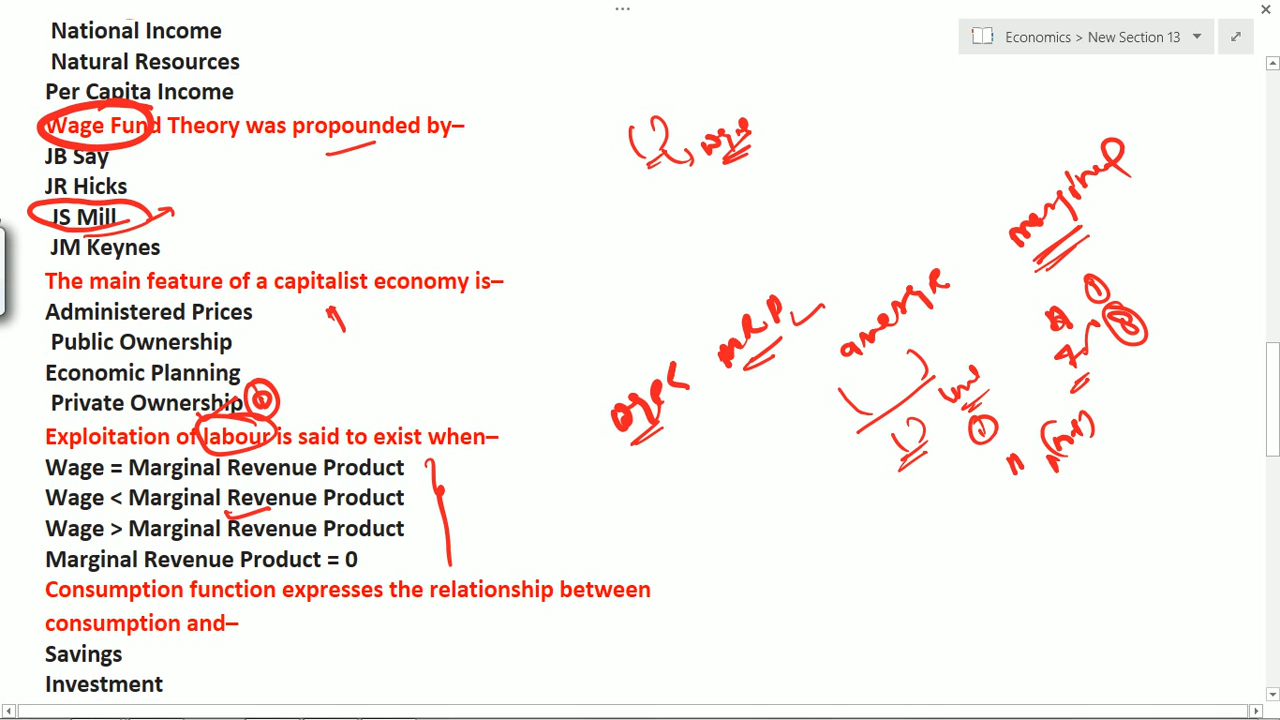 Economics > New Section 13
National Income
Natural Resources
Per Capita Income
Wage Fund Theory was propounded by–
JB Say
JR Hicks
JS Mill
JM Keynes
The main feature of a capitalist economy is–
Administered Prices
Public Ownership
Economic Planning
Private Ownership
Exploitation of labour is said to exist when–
Wage = Marginal Revenue Product
Wage < Marginal Revenue Product
Wage > Marginal Revenue Product
Marginal Revenue Product = 0
Consumption function expresses the relationship between
consumption and–
Savings
Investment
wage
marginal
average
MRP
n (n+1)